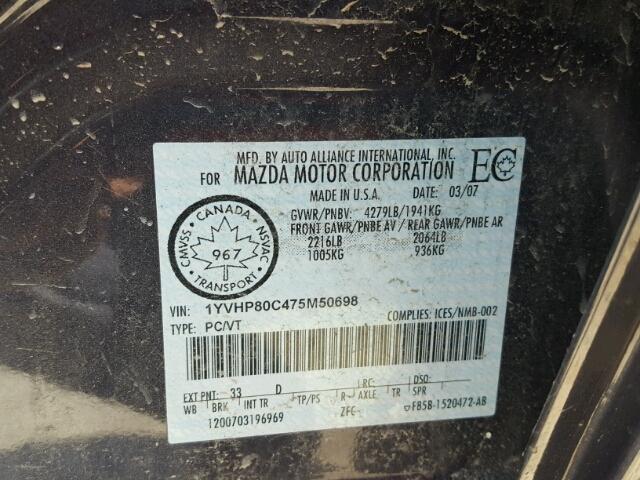 MFD. BY AUTO ALLIANCE INTERNATIONAL, INC.
FOR MAZDA MOTOR CORPORATION EC
MADE IN U.S.A. DATE: 03/07
GVWR/PNBV: 4279LB/1941KG
FRONT GAWR/PNBE AV / REAR GAWR/PNBE AR
2216LB 2064LB
1005KG 936KG
CANADA
CMVSS NSVAC
967
TRANSPORT
VIN: 1YVHP80C475M50698
TYPE: PC/VT COMPLIES: ICES/NMB-002
EXT PNT: 33 D RC: DSO:
WB BRK INT TR TP/PS R AXLE TR SPR
1200703196969 ZFC F85B-1520472-AB